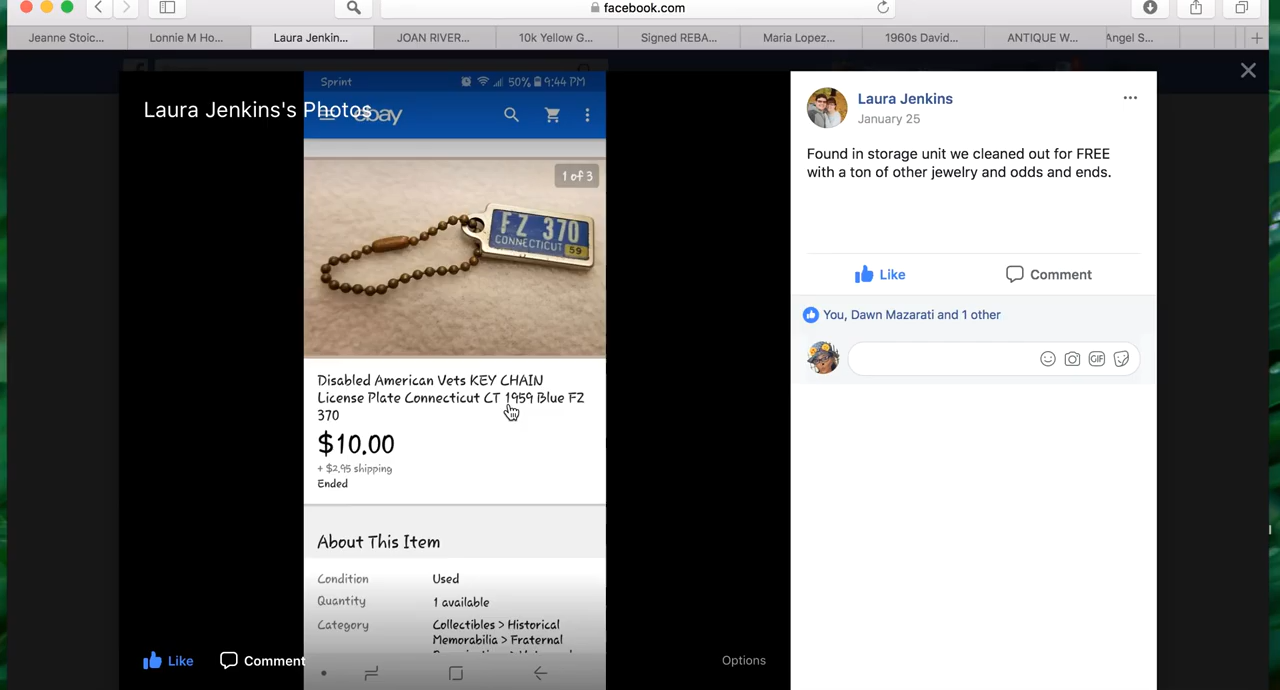 facebook.com
Jeanne Stoic...
Lonnie M Ho...
Laura Jenkin...
JOAN RIVER...
10k Yellow G...
Signed REBA...
Maria Lopez...
1960s David...
ANTIQUE W...
Angel S...
Laura Jenkins's Photos
Sprint 50% 9:44 PM
ebay
1 of 3
FZ 370
CONNECTICUT 59
Disabled American Vets KEY CHAIN
License Plate Connecticut CT 1959 Blue FZ
370
$10.00
+ $2.95 shipping
Ended
About This Item
Condition Used
Quantity 1 available
Category Collectibles > Historical
Memorabilia > Fraternal
Like Comment
Options
Laura Jenkins
January 25
Found in storage unit we cleaned out for FREE
with a ton of other jewelry and odds and ends.
Like Comment
You, Dawn Mazarati and 1 other
GIF